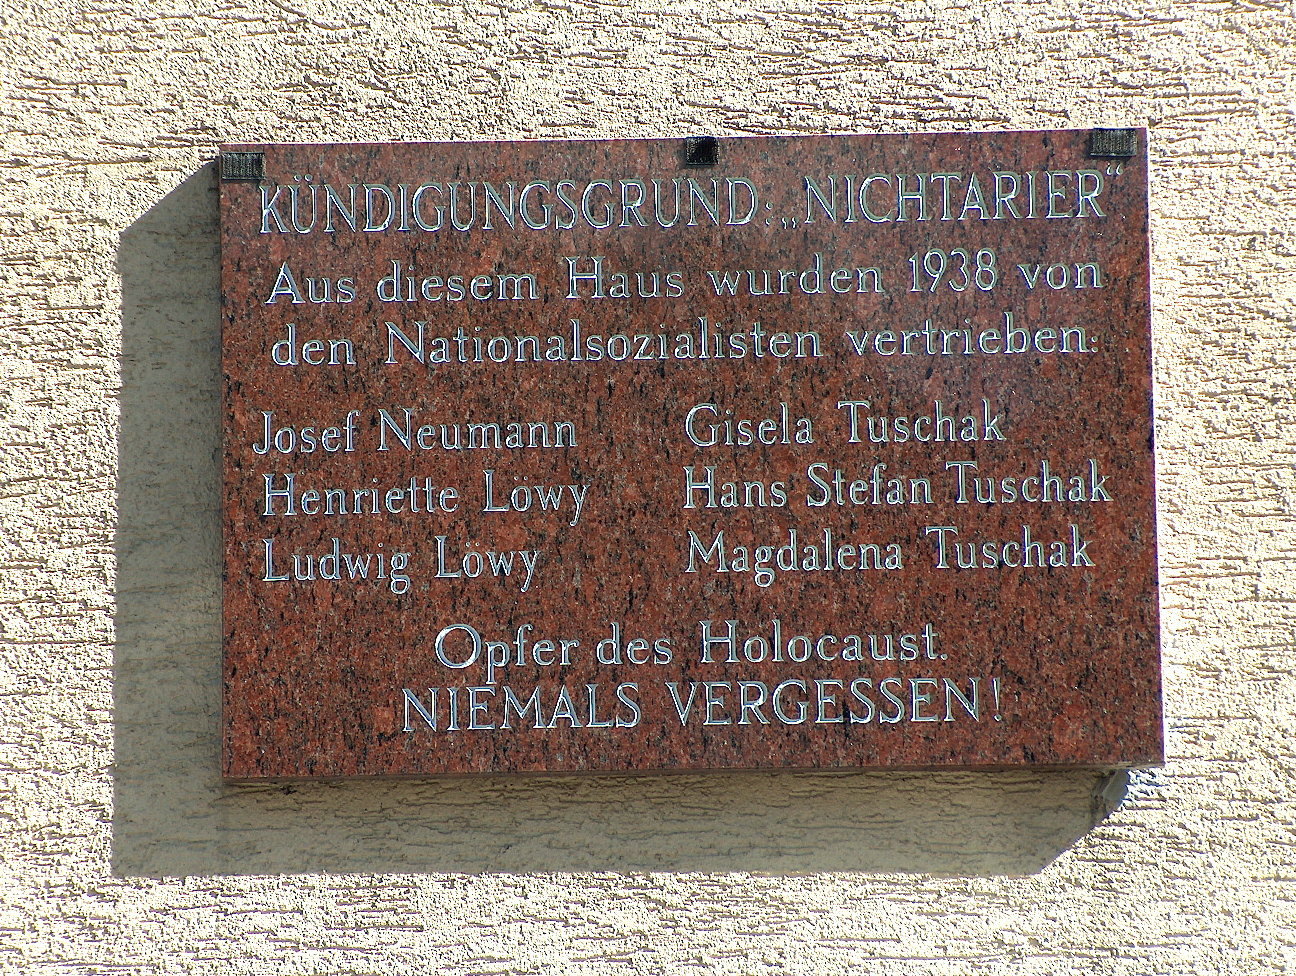 KÜNDIGUNGSGRUND: „NICHTARIER“
Aus diesem Haus wurden 1938 von
den Nationalsozialisten vertrieben:
Josef Neumann
Henriette Löwy
Ludwig Löwy
Gisela Tuschak
Hans Stefan Tuschak
Magdalena Tuschak
Opfer des Holocaust.
NIEMALS VERGESSEN!